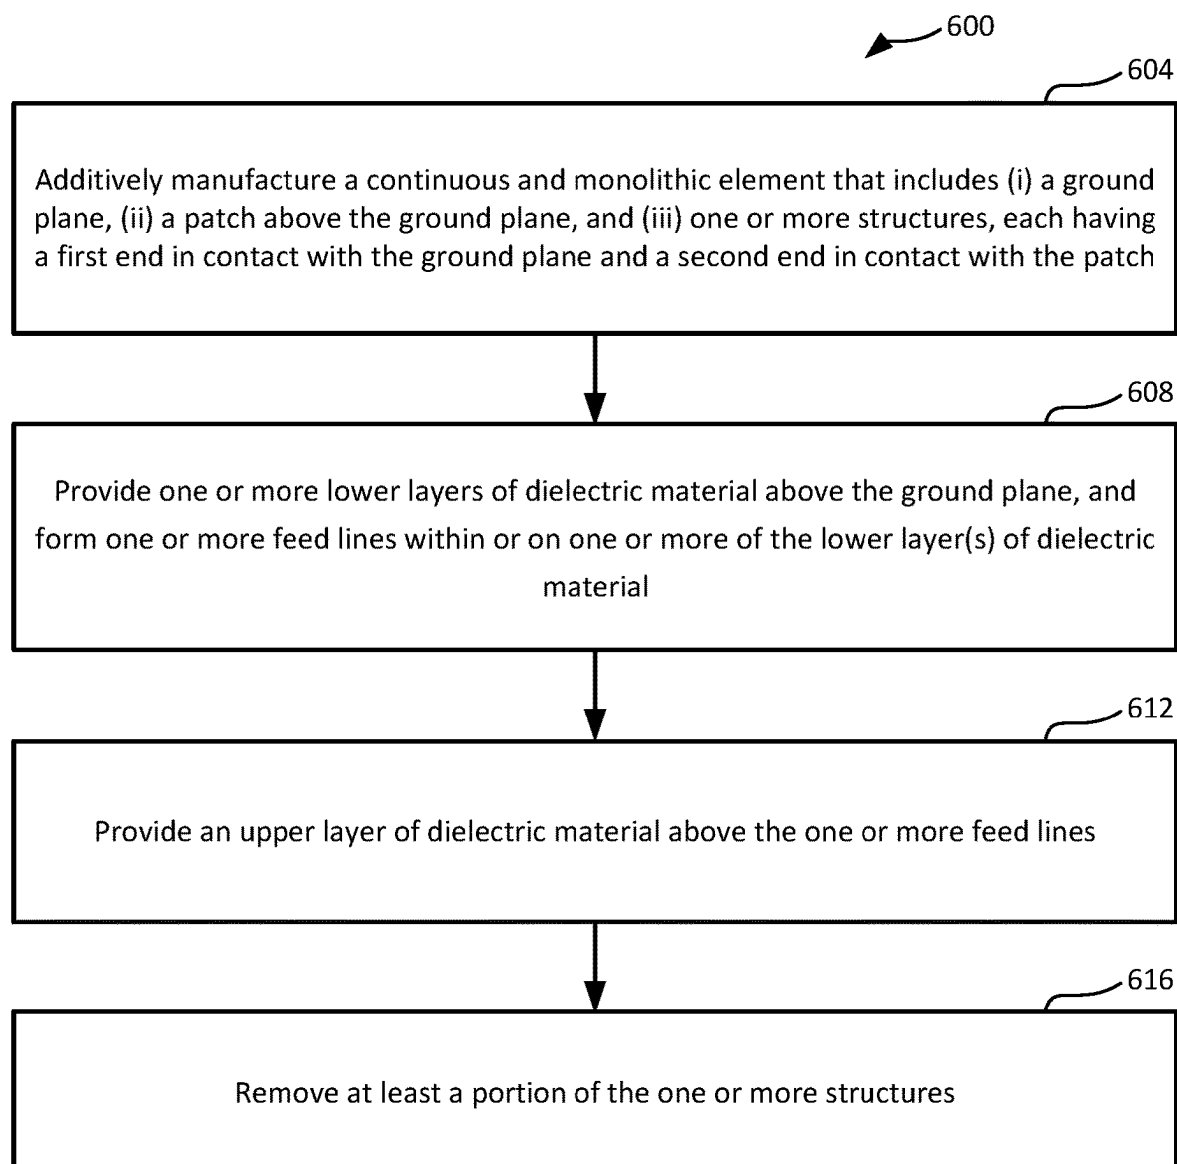 600
604
Additively manufacture a continuous and monolithic element that includes (i) a ground
plane, (ii) a patch above the ground plane, and (iii) one or more structures, each having
a first end in contact with the ground plane and a second end in contact with the patch
608
Provide one or more lower layers of dielectric material above the ground plane, and
form one or more feed lines within or on one or more of the lower layer(s) of dielectric
material
612
Provide an upper layer of dielectric material above the one or more feed lines
616
Remove at least a portion of the one or more structures